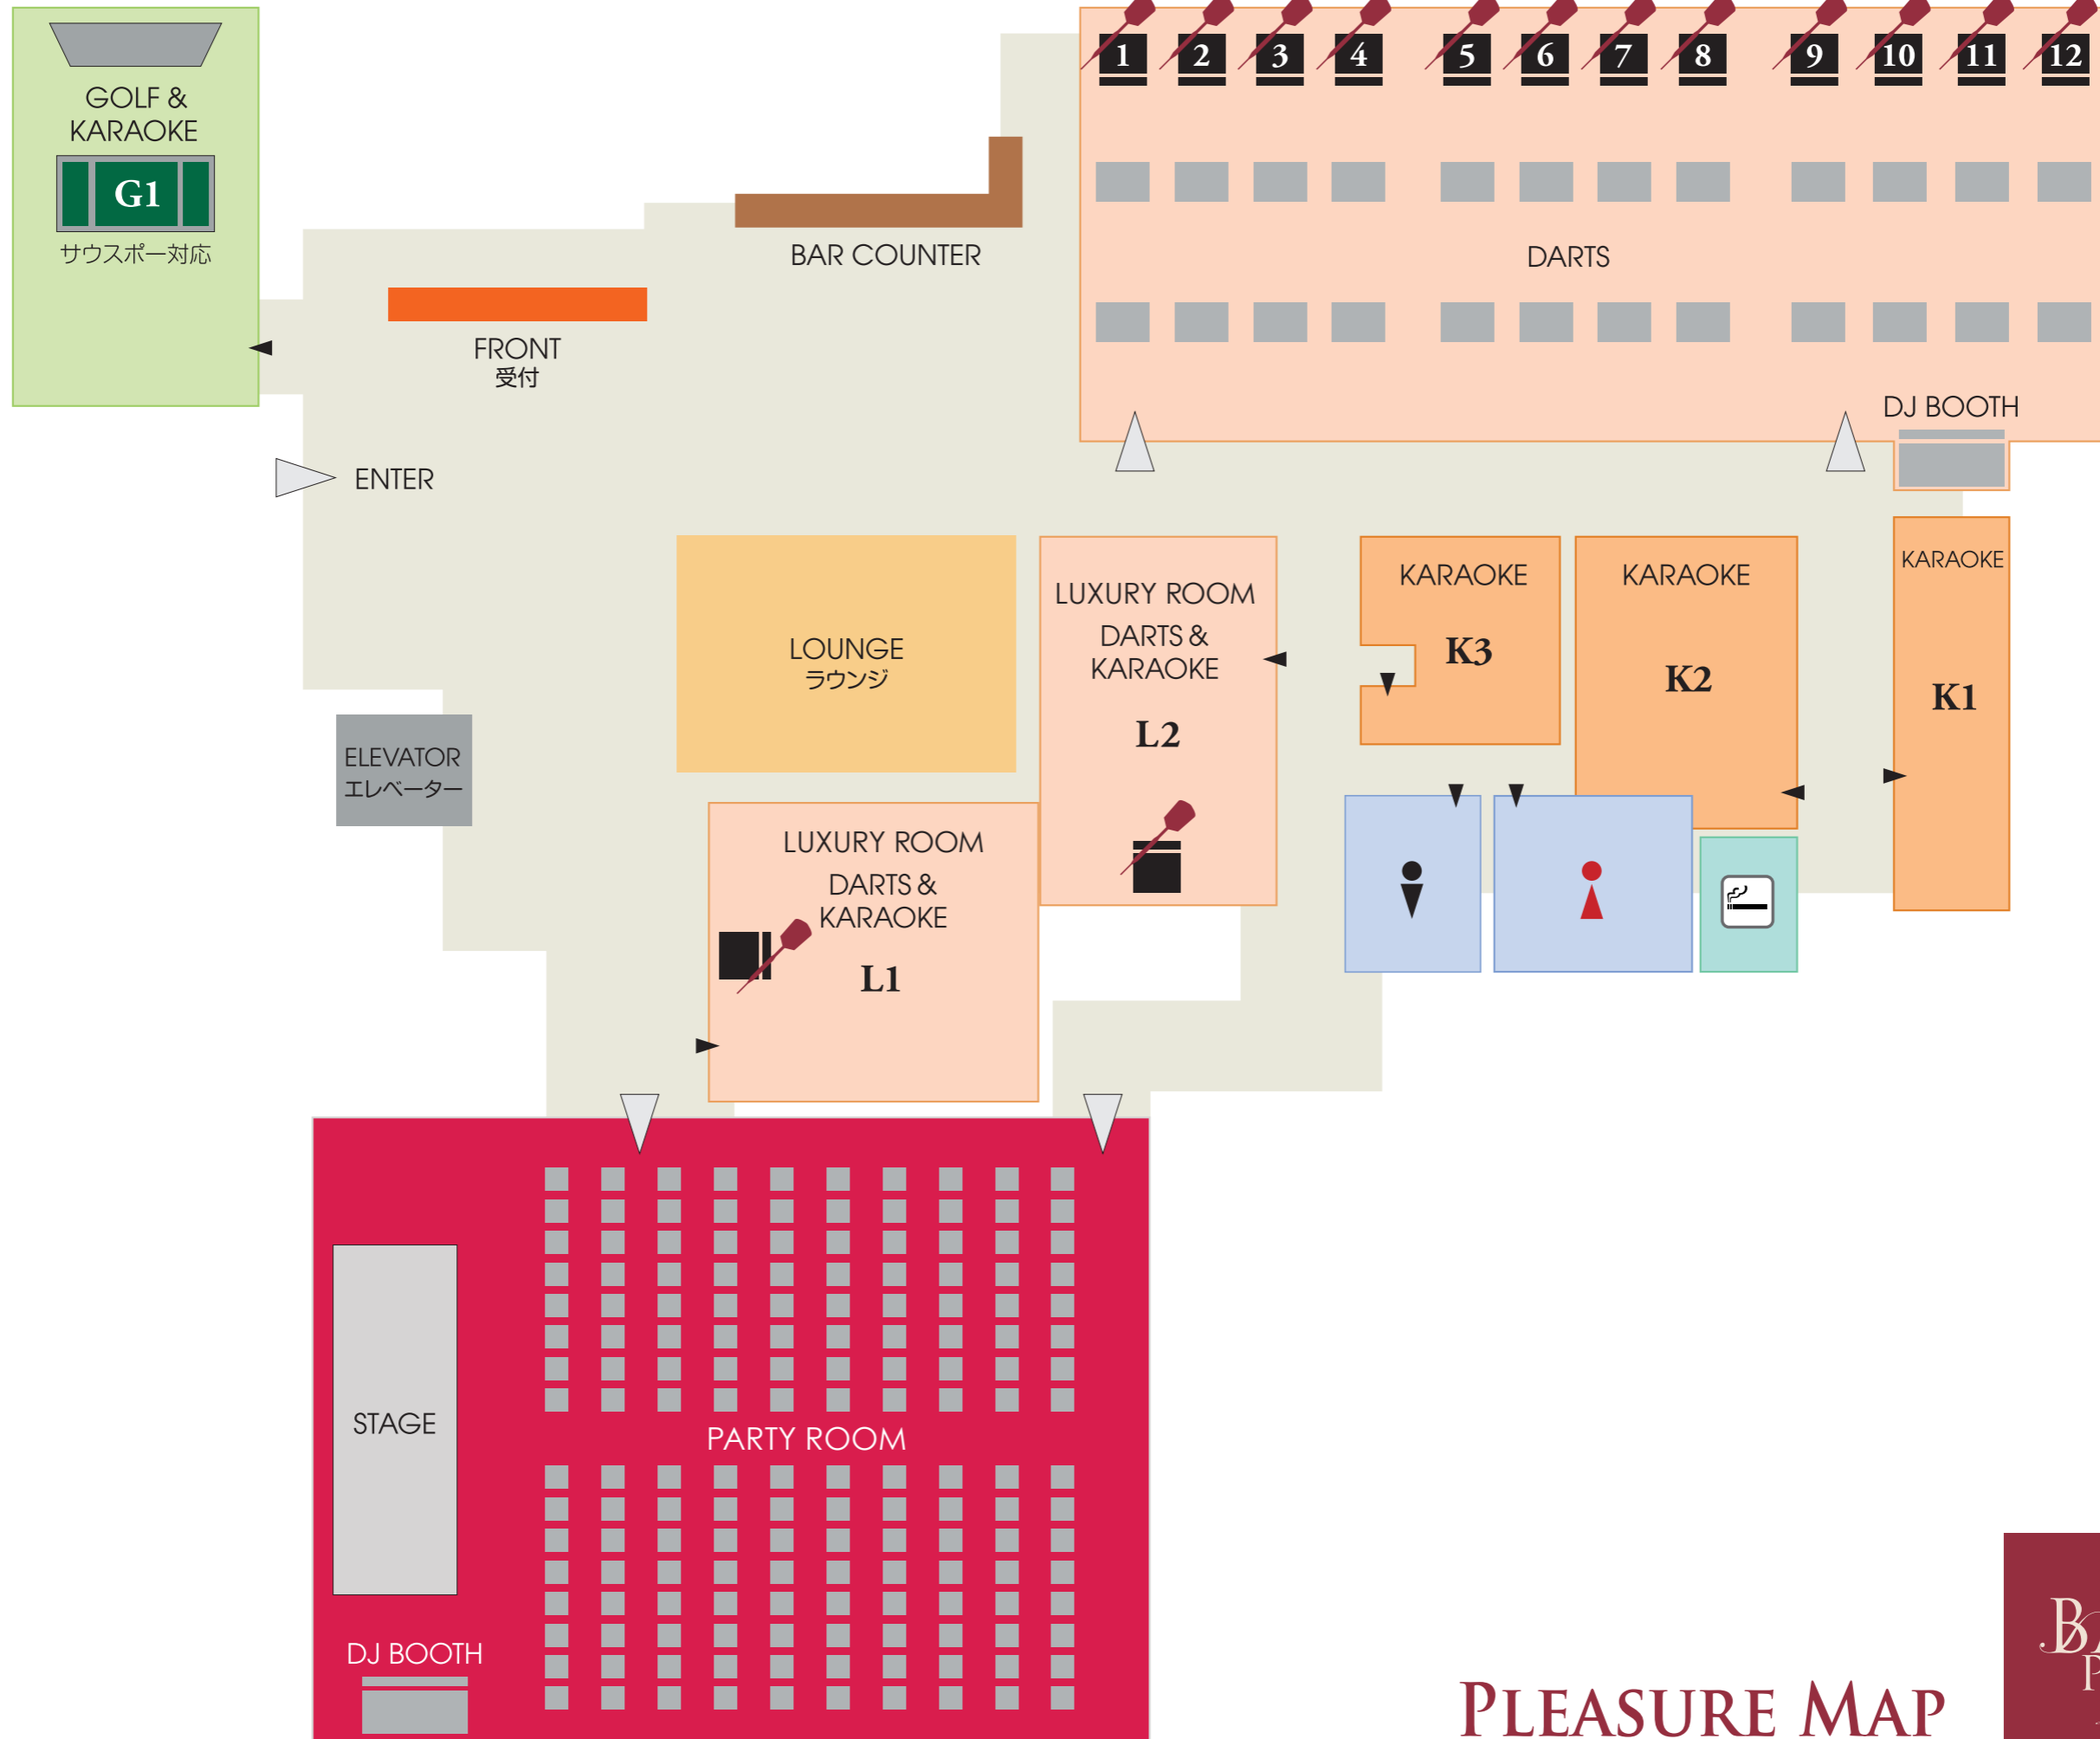 GOLF &
KARAOKE
G1
サウスポー対応
1 2 3 4 5 6 7 8 9 10 11 12
DARTS
DJ BOOTH
BAR COUNTER
FRONT
受付
ENTER
LOUNGE
ラウンジ
LUXURY ROOM
DARTS &
KARAOKE
L2
KARAOKE
K3
KARAOKE
K2
KARAOKE
K1
ELEVATOR
エレベーター
LUXURY ROOM
DARTS &
KARAOKE
L1
STAGE
PARTY ROOM
DJ BOOTH
PLEASURE MAP